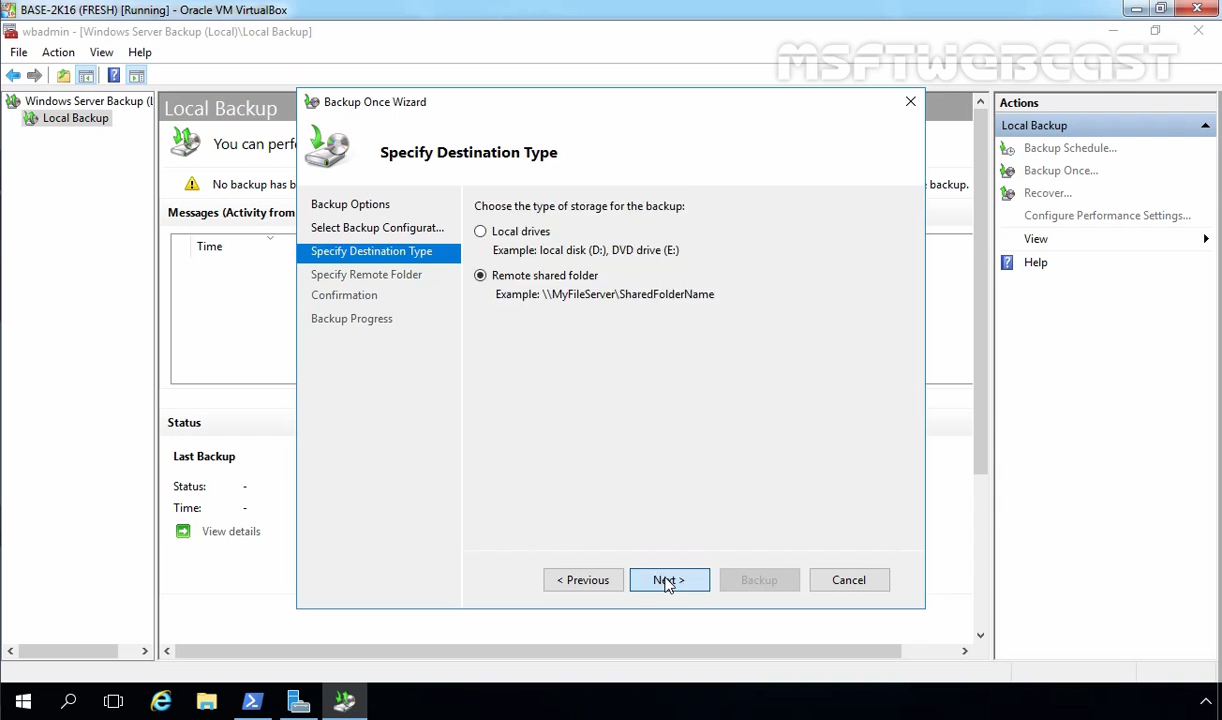 BASE-2K16 (FRESH) [Running] - Oracle VM VirtualBox
wbadmin - [Windows Server Backup (Local)\Local Backup]
MSFTWEBCAST
File Action View Help
Windows Server Backup (L
Local Backup
Local Backup
You can perf
No backup has b
e backup.
Messages (Activity from
Time
Status
Last Backup
Status: -
Time: -
View details
Backup Once Wizard
Specify Destination Type
Backup Options
Select Backup Configurat...
Specify Destination Type
Specify Remote Folder
Confirmation
Backup Progress
Choose the type of storage for the backup:
Local drives
Example: local disk (D:), DVD drive (E:)
Remote shared folder
Example: \\MyFileServer\SharedFolderName
< Previous
Next >
Backup
Cancel
Actions
Local Backup
Backup Schedule...
Backup Once...
Recover...
Configure Performance Settings...
View
Help